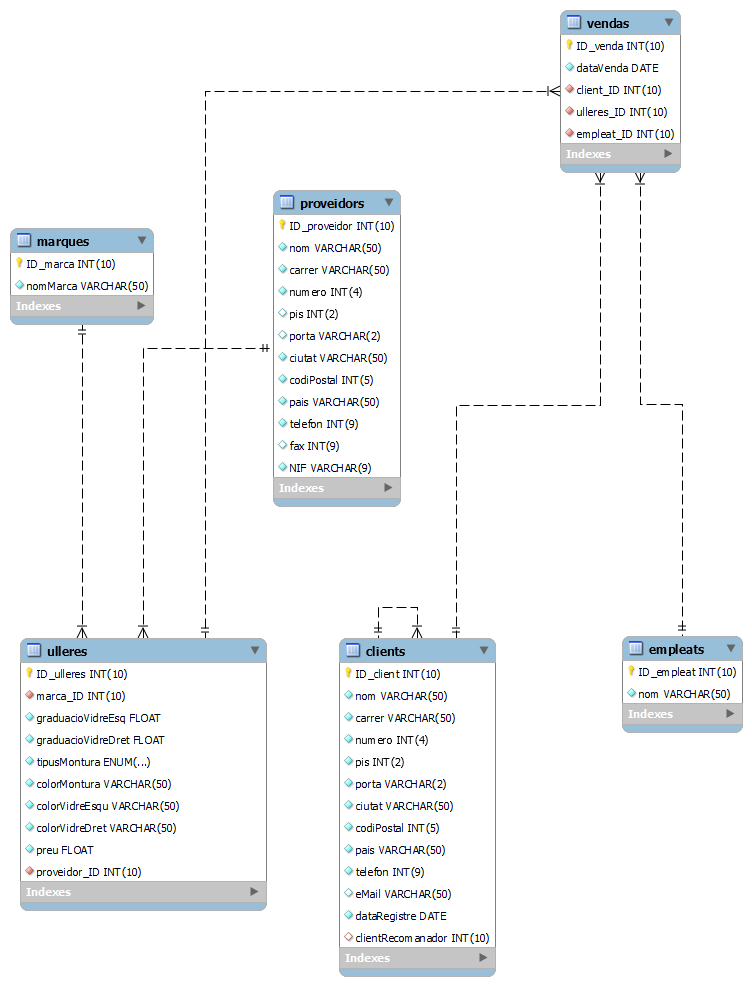 vendas
ID_venda INT(10)
dataVenda DATE
client_ID INT(10)
ulleres_ID INT(10)
empleat_ID INT(10)
Indexes
proveidors
ID_proveidor INT(10)
nom VARCHAR(50)
carrer VARCHAR(50)
numero INT(4)
pis INT(2)
porta VARCHAR(2)
ciutat VARCHAR(50)
codiPostal INT(5)
pais VARCHAR(50)
telefon INT(9)
fax INT(9)
NIF VARCHAR(9)
Indexes
marques
ID_marca INT(10)
nomMarca VARCHAR(50)
Indexes
ulleres
ID_ulleres INT(10)
marca_ID INT(10)
graduacioVidreEsq FLOAT
graduacioVidreDret FLOAT
tipusMontura ENUM(...)
colorMontura VARCHAR(50)
colorVidreEsqu VARCHAR(50)
colorVidreDret VARCHAR(50)
preu FLOAT
proveidor_ID INT(10)
Indexes
clients
ID_client INT(10)
nom VARCHAR(50)
carrer VARCHAR(50)
numero INT(4)
pis INT(2)
porta VARCHAR(2)
ciutat VARCHAR(50)
codiPostal INT(5)
pais VARCHAR(50)
telefon INT(9)
eMail VARCHAR(50)
dataRegistre DATE
clientRecomanador INT(10)
Indexes
empleats
ID_empleat INT(10)
nom VARCHAR(50)
Indexes